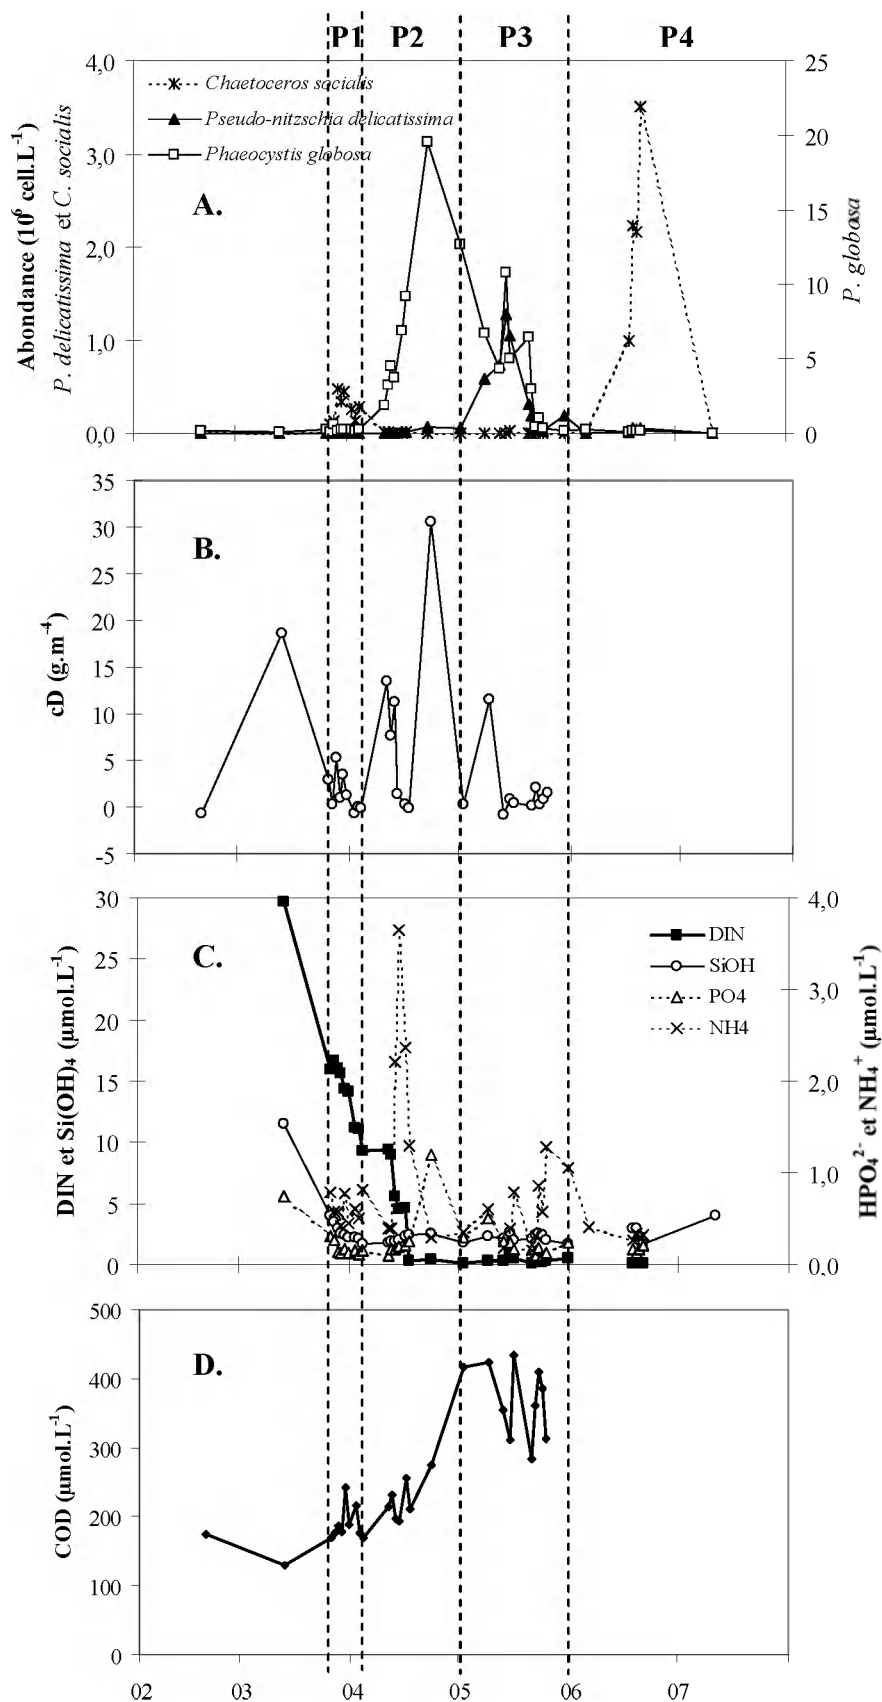 P1 P2 P3 P4
4,0
3,0
2,0
1,0
0,0
Abondance (10⁶ cell.L⁻¹)
P. delicatissima et C. socialis
Chaetoceros socialis
Pseudo-nitzschia delicatissima
Phaeocystis globosa
A.
25
20
15
10
5
0
P. globosa
35
30
25
20
15
10
5
0
-5
cD (g.m⁻⁴)
B.
30
25
20
15
10
5
0
DIN et Si(OH)₄ (µmol.L⁻¹)
C.
DIN
SiOH
PO4
NH4
4,0
3,0
2,0
1,0
0,0
HPO₄²⁻ et NH₄⁺ (µmol.L⁻¹)
500
400
300
200
100
0
COD (µmol.L⁻¹)
D.
02 03 04 05 06 07